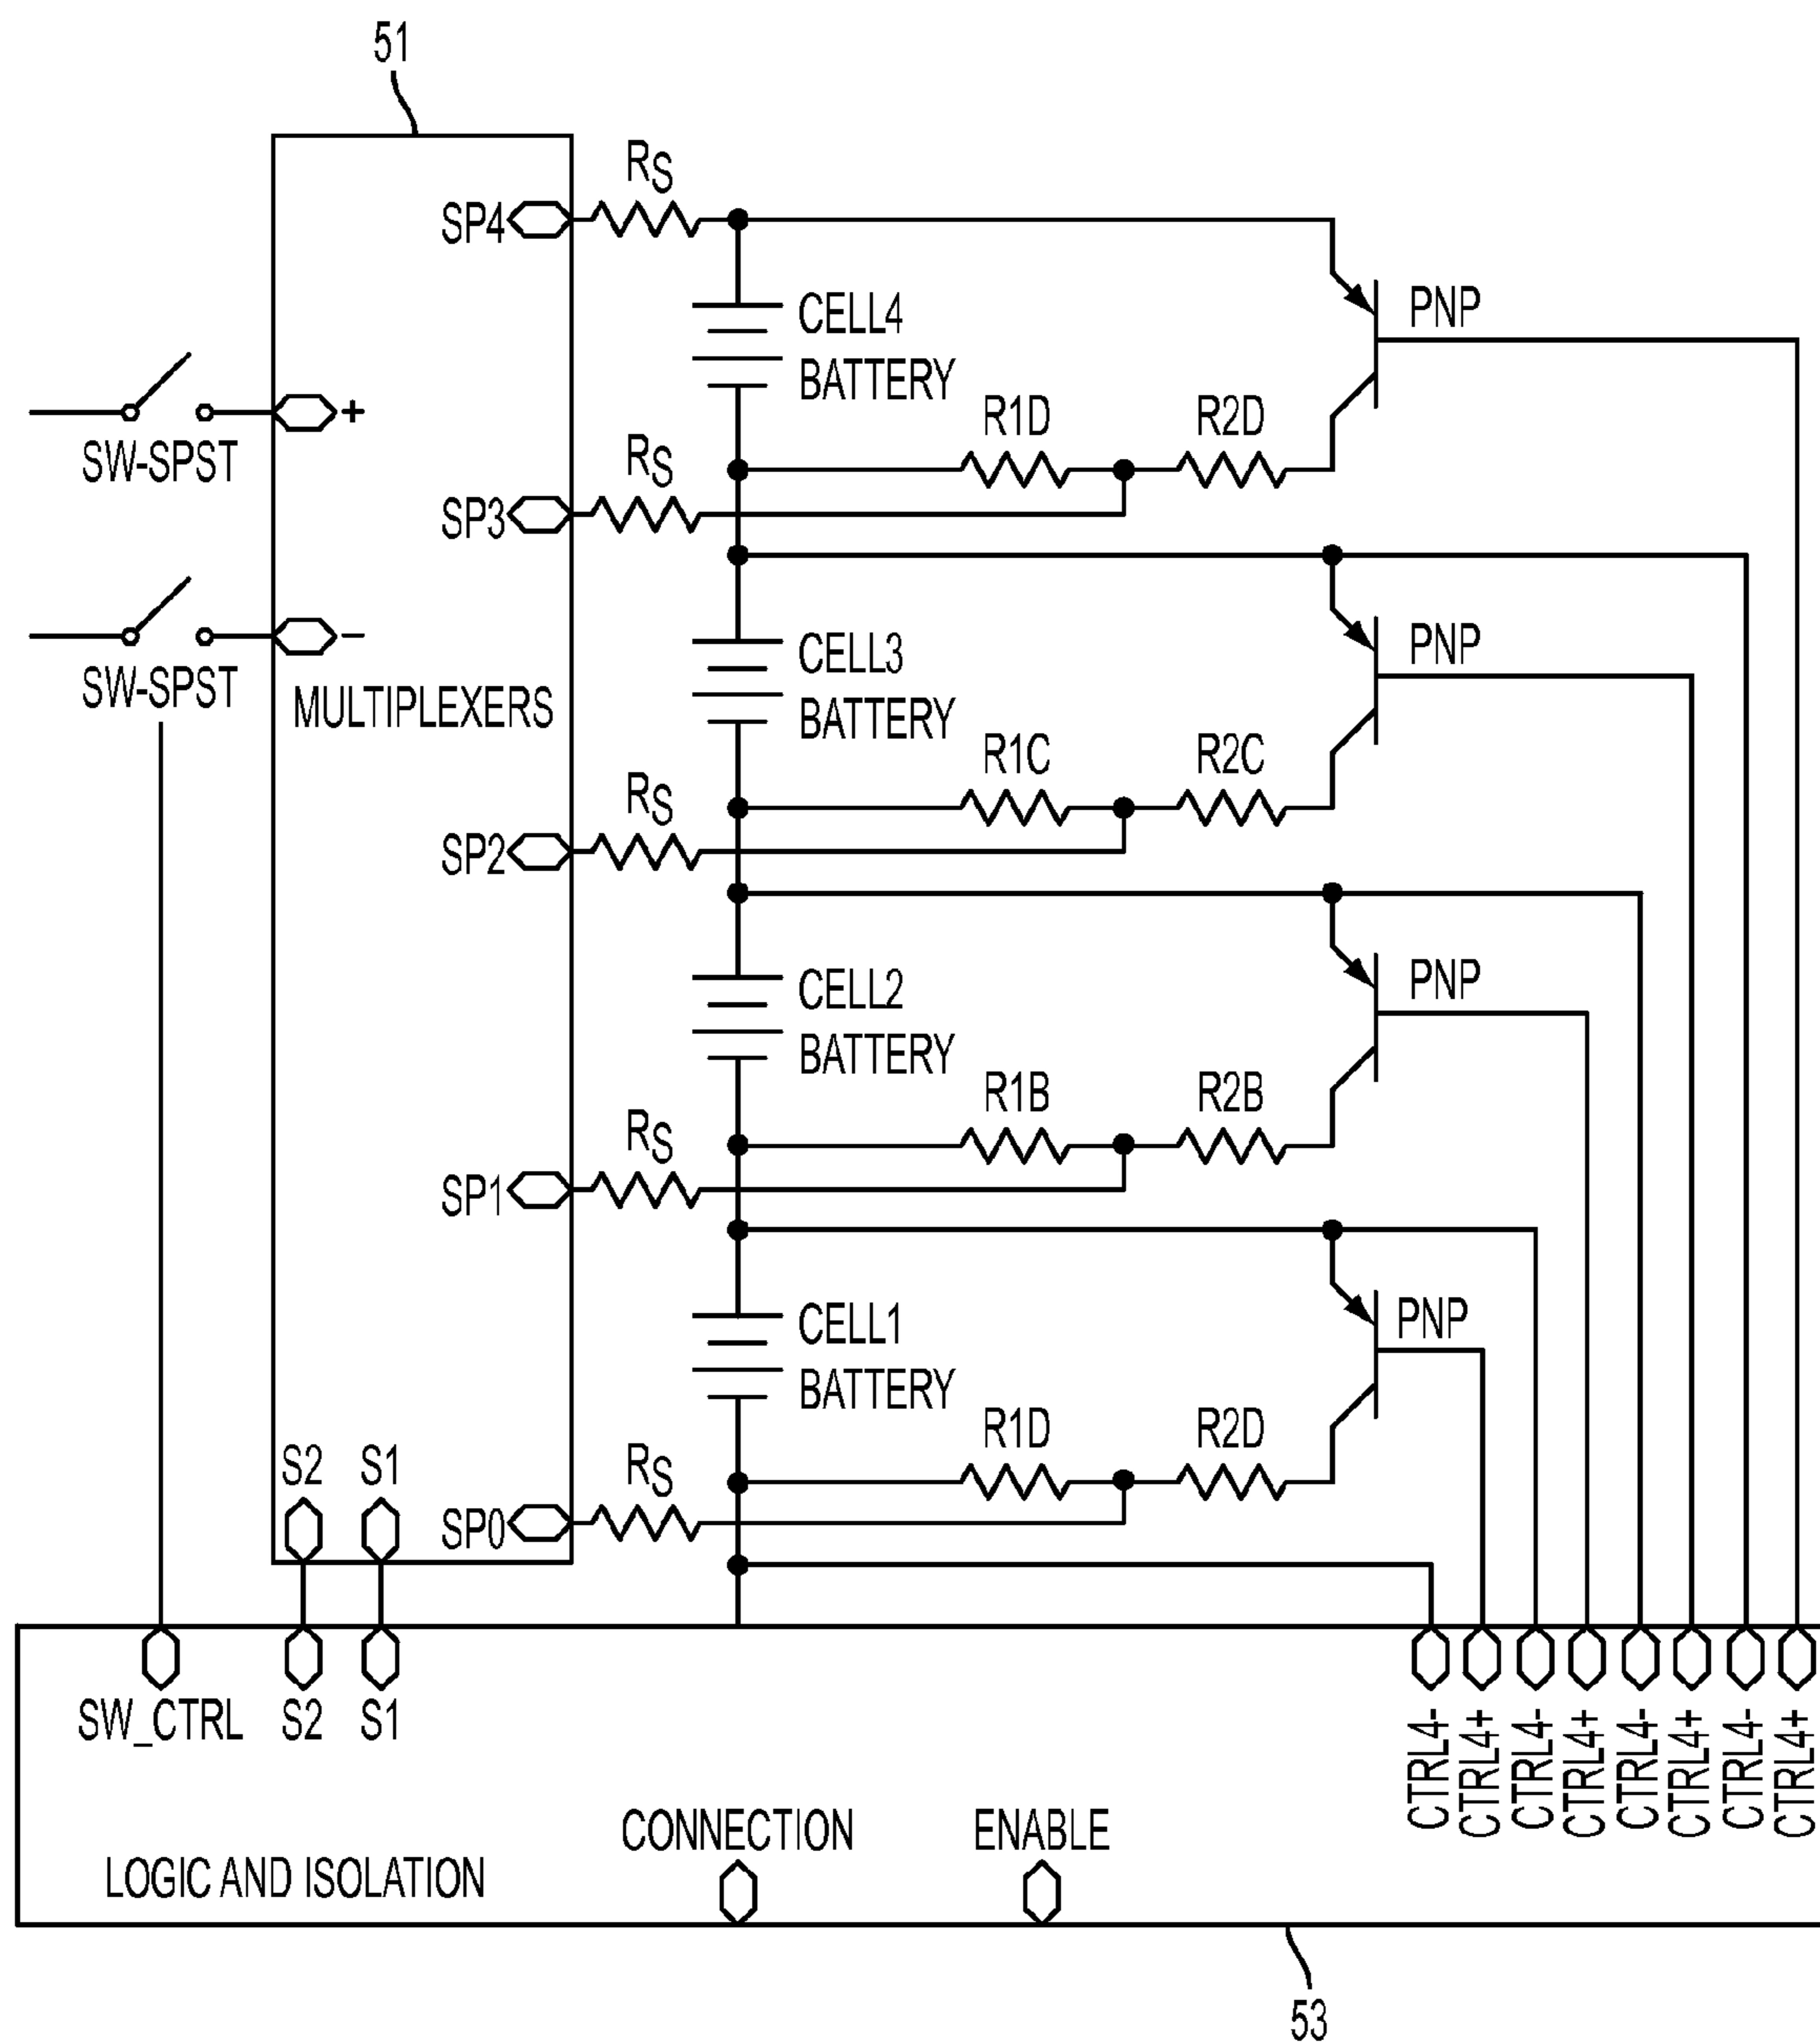 51
RS
SP4
CELL4
BATTERY
PNP
+
SW-SPST
R1D
R2D
RS
SP3
−
SW-SPST
MULTIPLEXERS
CELL3
BATTERY
PNP
R1C
R2C
RS
SP2
CELL2
BATTERY
PNP
R1B
R2B
RS
SP1
CELL1
BATTERY
PNP
R1D
R2D
S2
S1
RS
SP0
SW_CTRL
S2
S1
CTRL4-
CTRL4+
CTRL4-
CTRL4+
CTRL4-
CTRL4+
CTRL4-
CTRL4+
CONNECTION
ENABLE
LOGIC AND ISOLATION
53